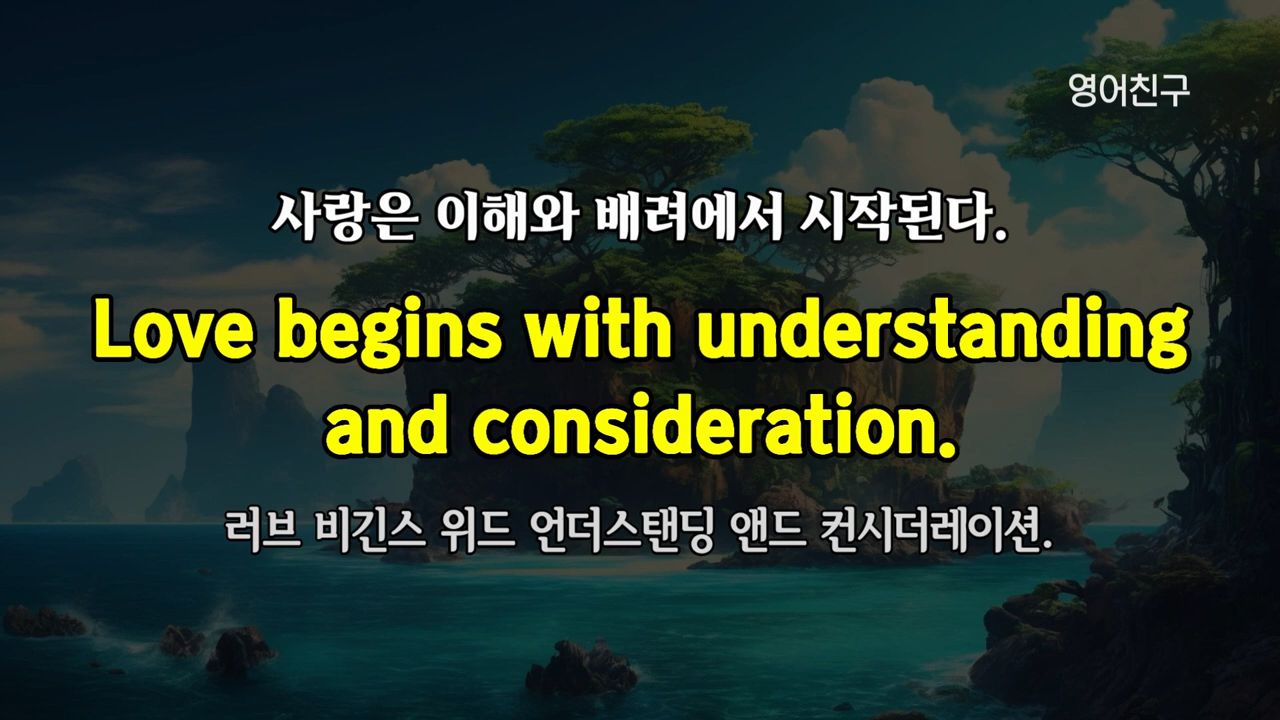 영어친구
사랑은 이해와 배려에서 시작된다.
Love begins with understanding
and consideration.
러브 비긴스 위드 언더스탠딩 앤드 컨시더레이션.